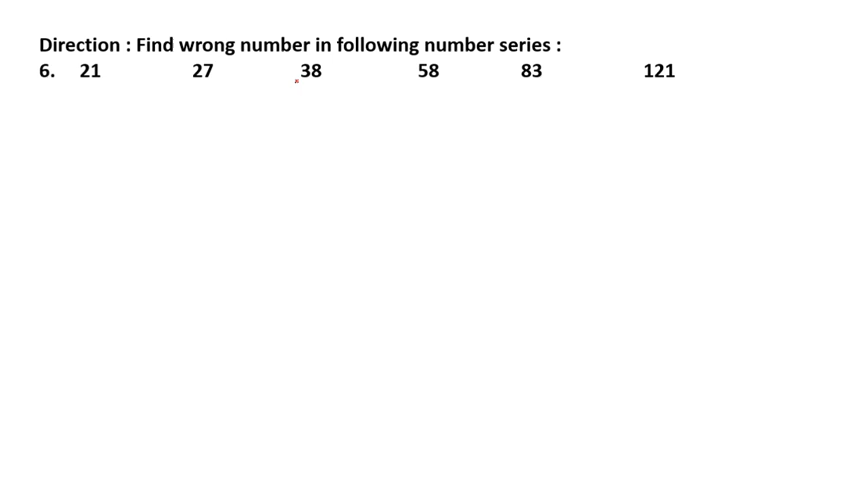 Direction : Find wrong number in following number series :
6. 21 27 38 58 83 121